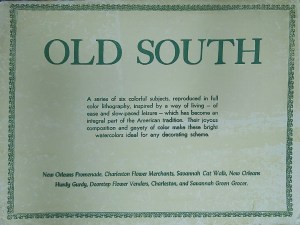 OLD SOUTH
A series of six colorful subjects, reproduced in full
color lithography, inspired by a way of living – of
ease and slow-paced leisure – which has become an
integral part of the American tradition. Their joyous
composition and gayety of color make these bright
watercolors ideal for any decorating scheme.
New Orleans Promenade, Charleston Flower Merchants, Savannah Cat Walk, New Orleans
Hurdy Gurdy, Doorstep Flower Venders, Charleston, and Savannah Green Grocer.